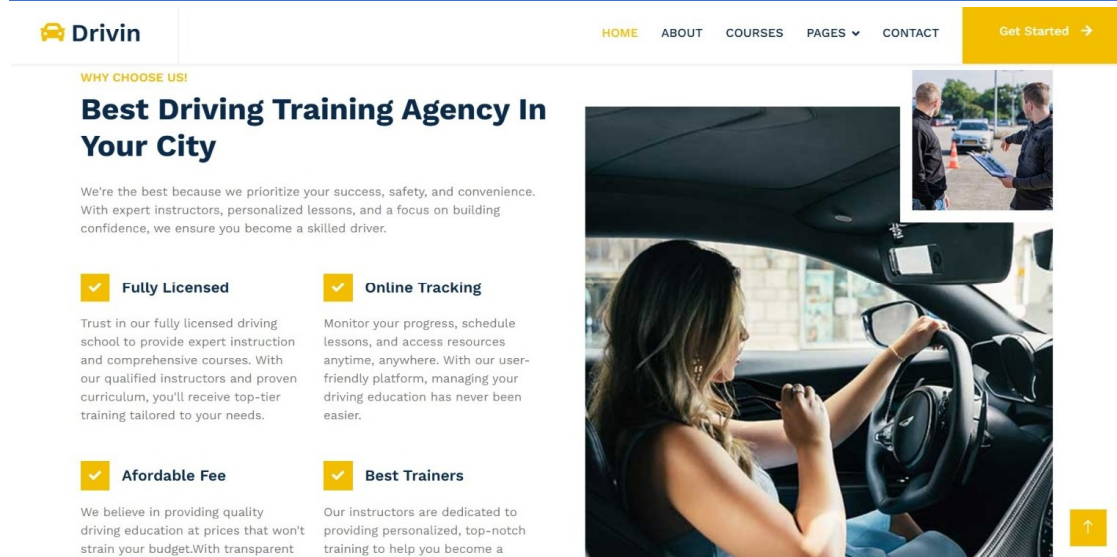 Drivin
HOME ABOUT COURSES PAGES CONTACT
Get Started
WHY CHOOSE US!
Best Driving Training Agency In
Your City
We're the best because we prioritize your success, safety, and convenience.
With expert instructors, personalized lessons, and a focus on building
confidence, we ensure you become a skilled driver.
Fully Licensed
Trust in our fully licensed driving
school to provide expert instruction
and comprehensive courses. With
our qualified instructors and proven
curriculum, you'll receive top-tier
training tailored to your needs.
Online Tracking
Monitor your progress, schedule
lessons, and access resources
anytime, anywhere. With our user-
friendly platform, managing your
driving education has never been
easier.
Afordable Fee
We believe in providing quality
driving education at prices that won't
strain your budget.With transparent
Best Trainers
Our instructors are dedicated to
providing personalized, top-notch
training to help you become a